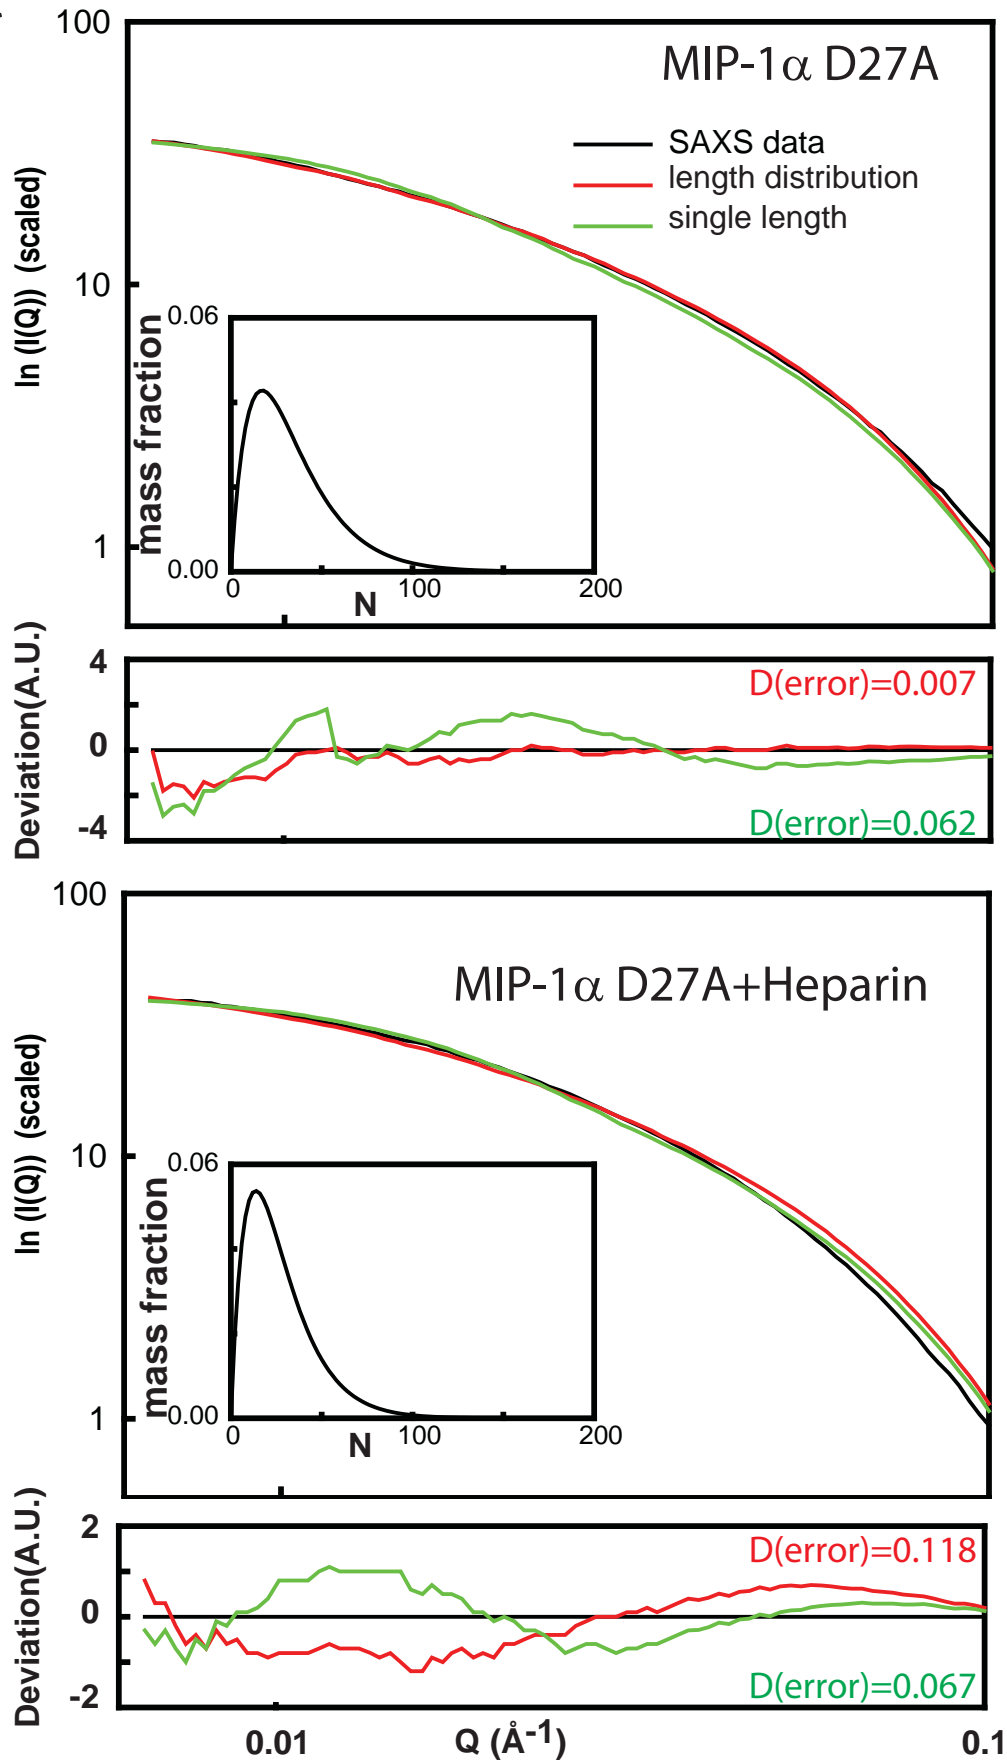 100
MIP-1α D27A
SAXS data
length distribution
single length
ln (I(Q)) (scaled)
10
1
mass fraction
0.06
0.00
0
100
200
N
Deviation(A.U.)
4
0
-4
D(error)=0.007
D(error)=0.062
100
MIP-1α D27A+Heparin
ln (I(Q)) (scaled)
10
1
mass fraction
0.06
0.00
0
100
200
N
Deviation(A.U.)
2
0
-2
D(error)=0.118
D(error)=0.067
0.01
Q (Å-1)
0.1